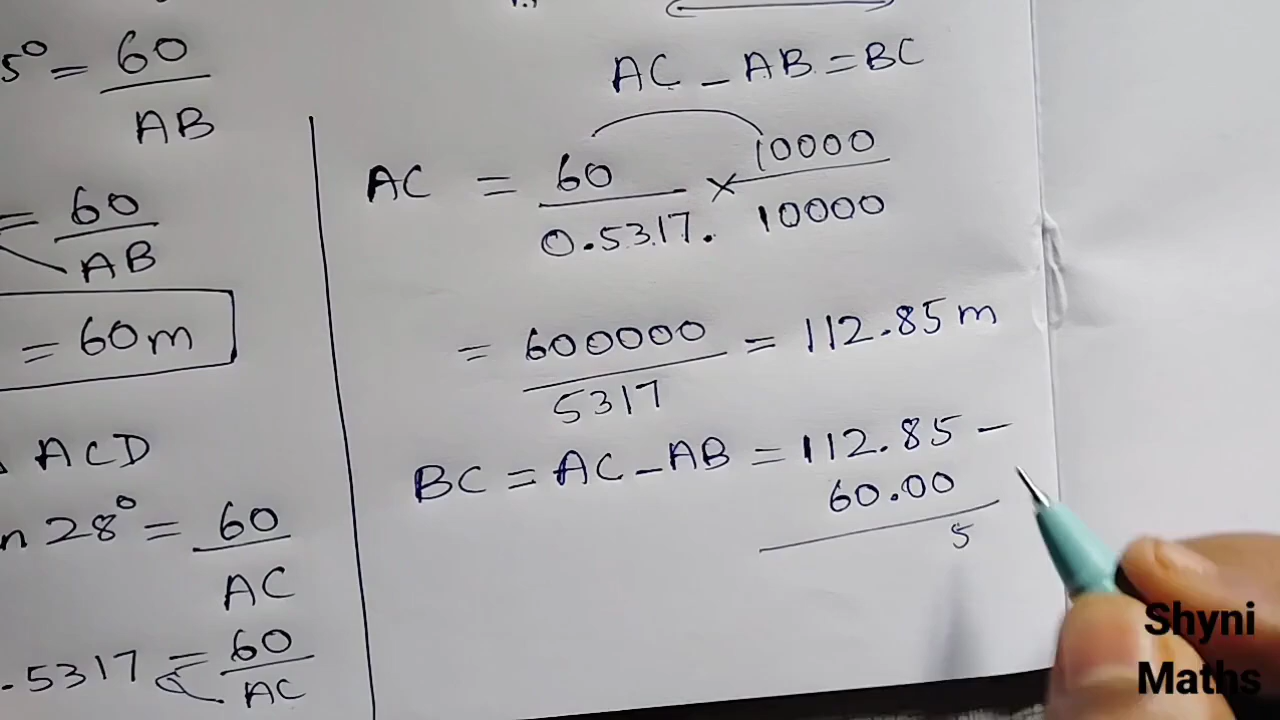 5° = 60
AB
= 60
AB
= 60m
ACD
n 28° = 60
AC
.5317 = 60
AC
AC - AB = BC
AC = 60 × 10000
0.5317. 10000
= 600000 = 112.85 m
5317
BC = AC - AB = 112.85 -
60.00
5
Shyni
Maths